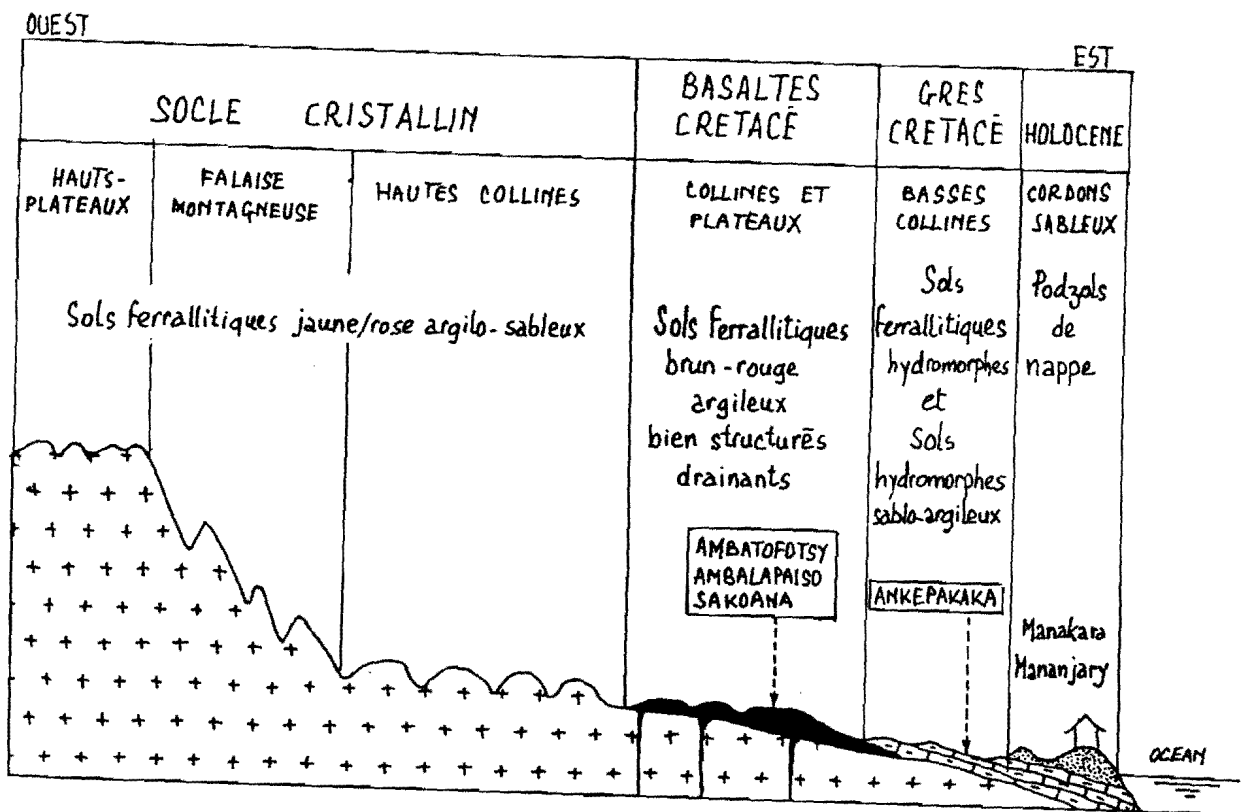 OUEST
EST
SOCLE CRISTALLIN
BASALTES
CRETACÉ
GRES
CRETACÉ
HOLOCENE
HAUTS-
PLATEAUX
FALAISE
MONTAGNEUSE
HAUTES COLLINES
COLLINES ET
PLATEAUX
BASSES
COLLINES
CORDONS
SABLEUX
Sols ferrallitiques jaune/rose argilo-sableux
Sols ferrallitiques
brun-rouge
argileux
bien structurés
drainants
Sols
ferrallitiques
hydromorphes
et
Sols
hydromorphes
sablo-argileux
Podzols
de
nappe
AMBATOFOTSY
AMBALAPAISO
SAKOANA
ANKEPAKAKA
Manakara
Mananjary
OCEAN